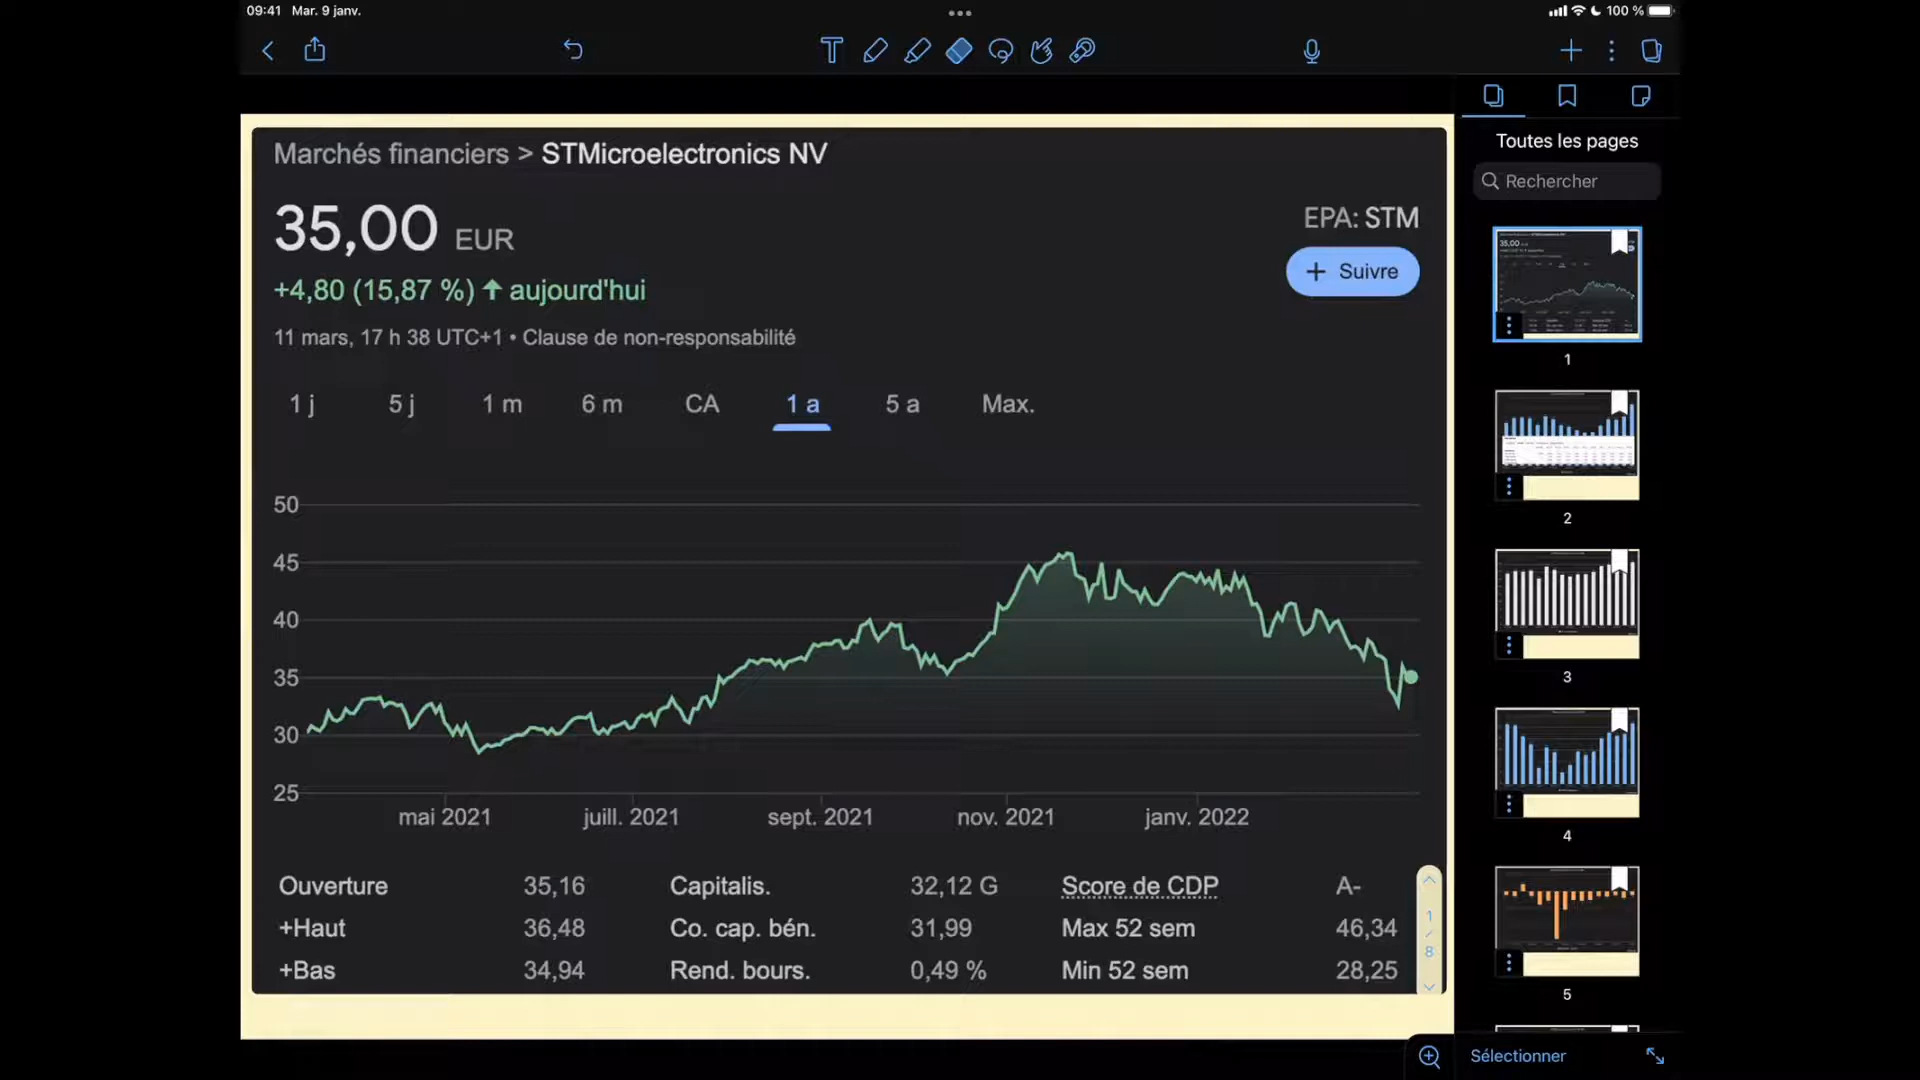 09:41 Mar. 9 janv.
100 %
Toutes les pages
Rechercher
Marchés financiers > STMicroelectronics NV
35,00 EUR
EPA: STM
+4,80 (15,87 %) ↑ aujourd'hui
+ Suivre
11 mars, 17 h 38 UTC+1 • Clause de non-responsabilité
1 j 5 j 1 m 6 m CA 1 a 5 a Max.
50
45
40
35
30
25
mai 2021 juill. 2021 sept. 2021 nov. 2021 janv. 2022
Ouverture 35,16 Capitalis. 32,12 G Score de CDP A-
+Haut 36,48 Co. cap. bén. 31,99 Max 52 sem 46,34
+Bas 34,94 Rend. bours. 0,49 % Min 52 sem 28,25
1
/
8
1
2
3
4
5
Sélectionner